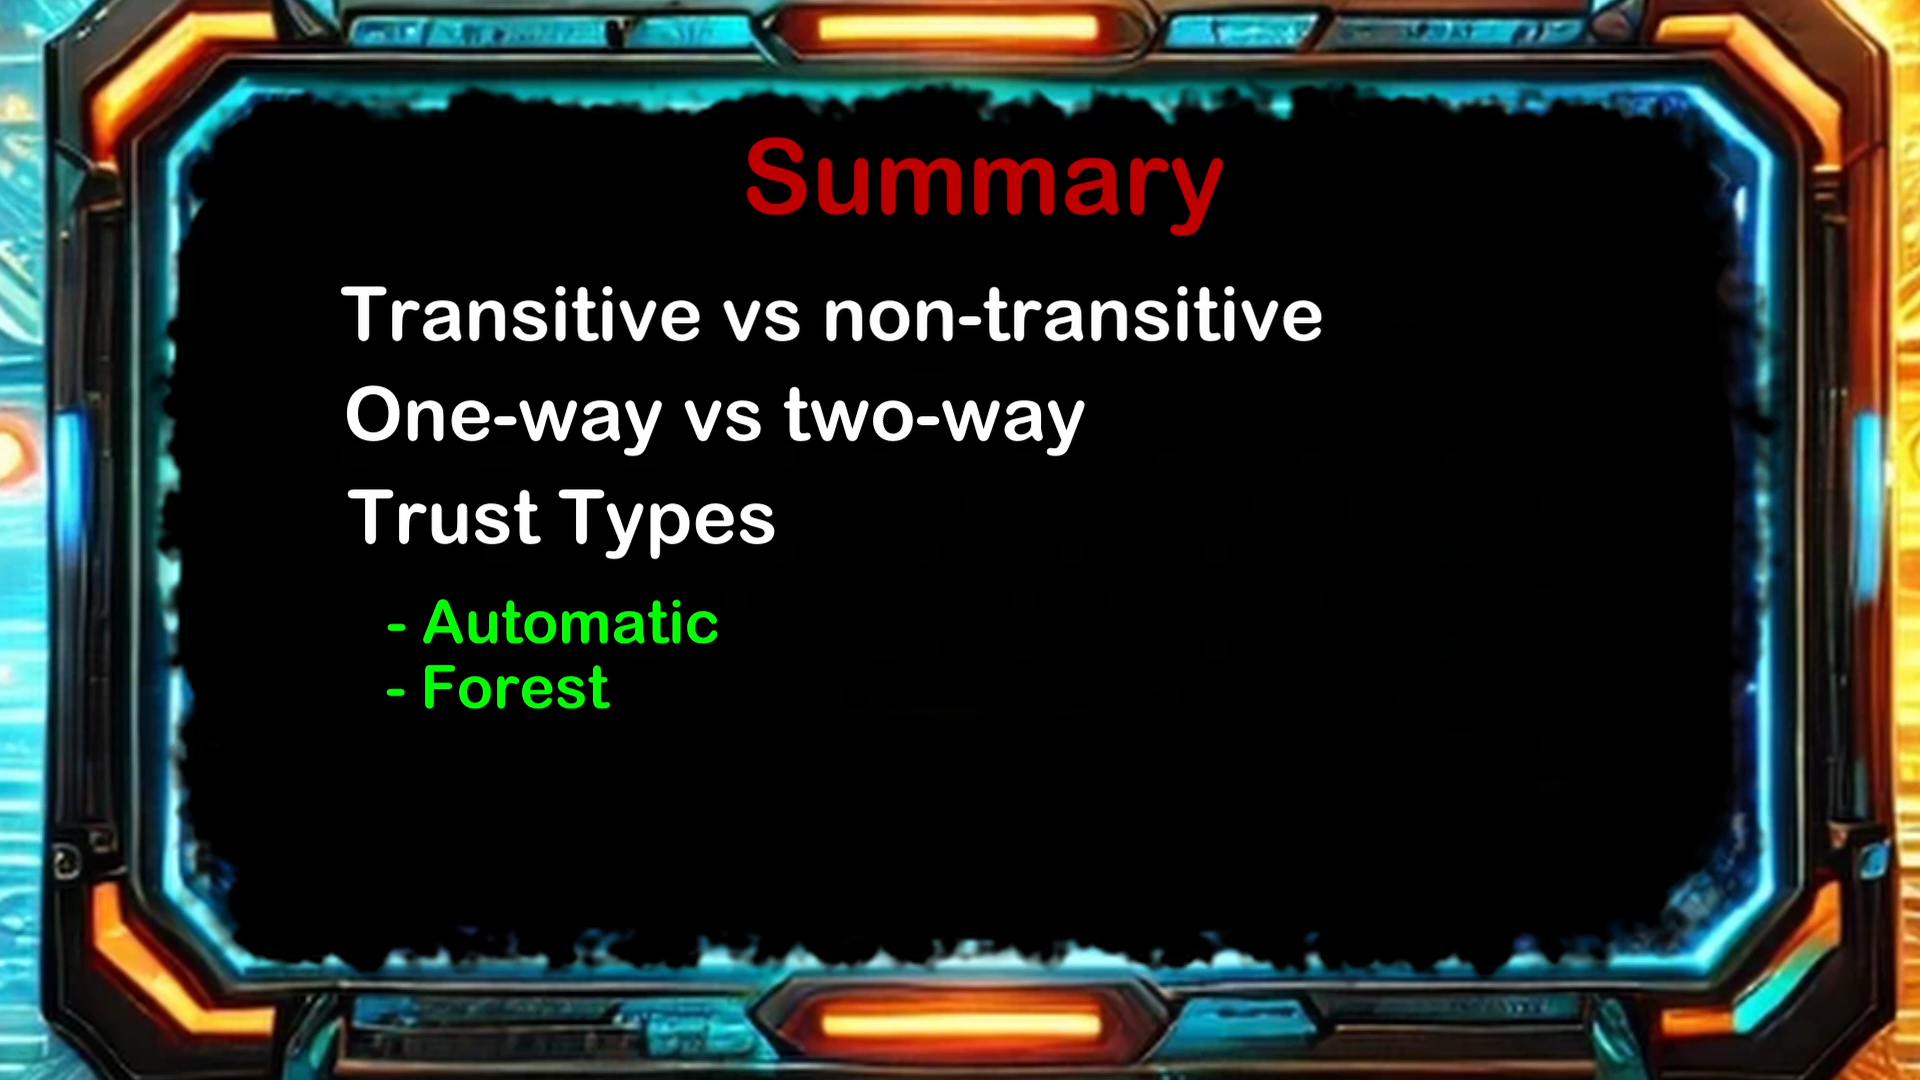 Summary
Transitive vs non-transitive
One-way vs two-way
Trust Types
- Automatic
- Forest